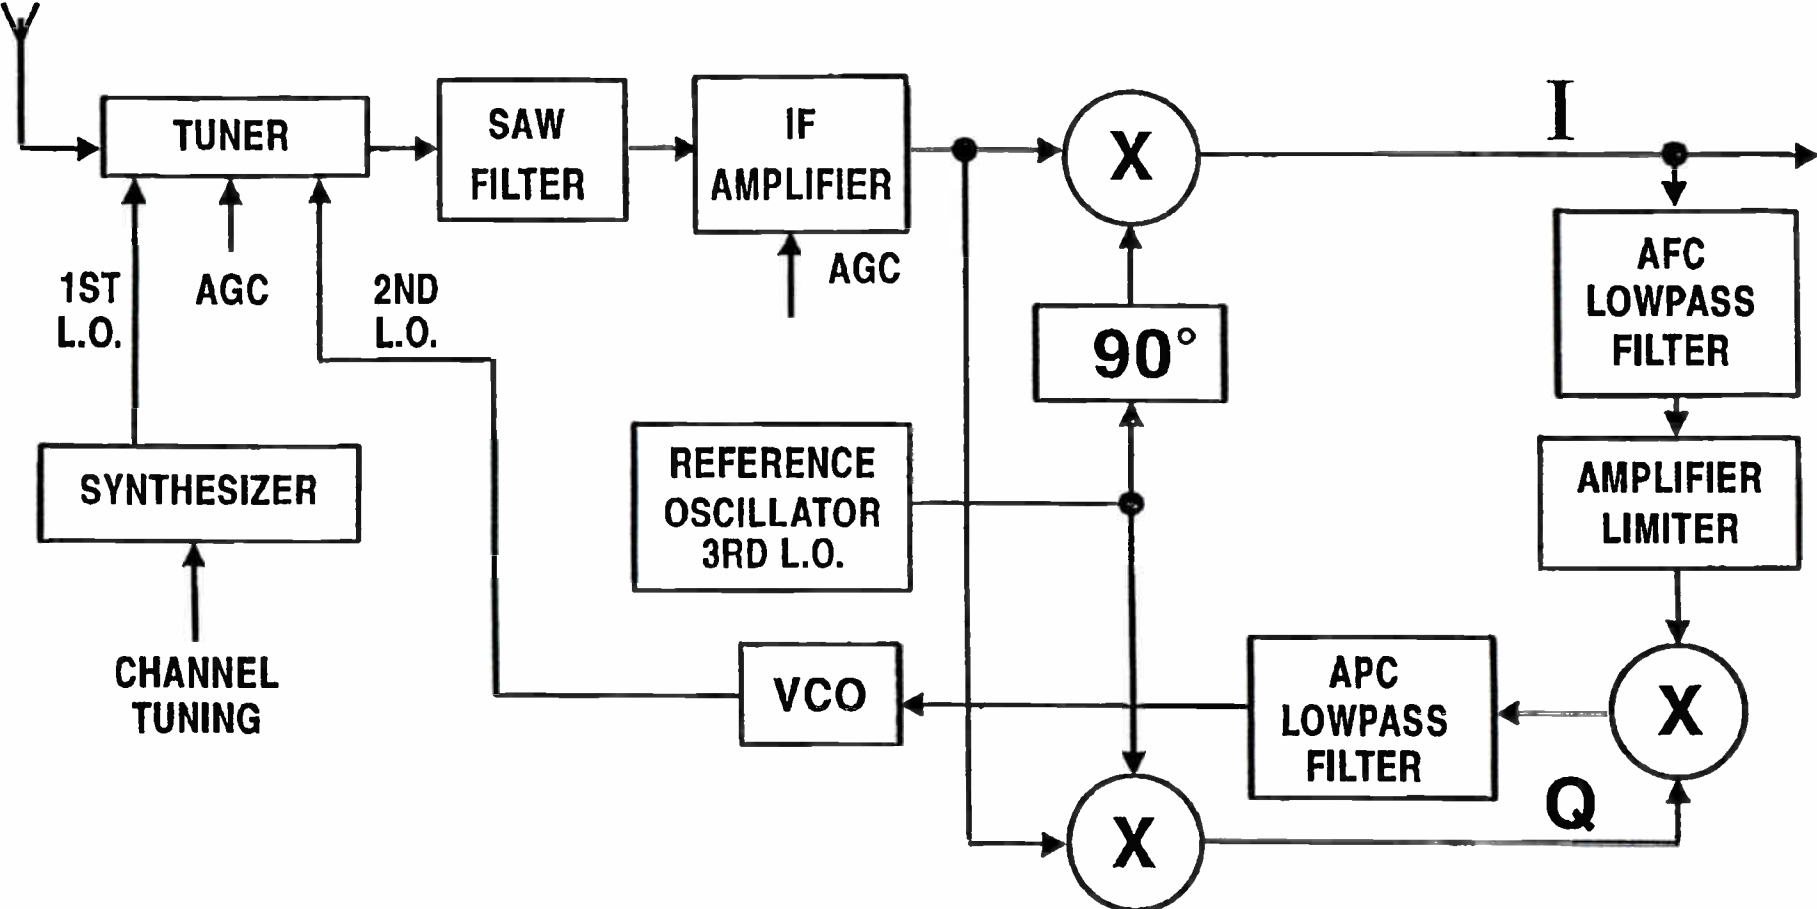 TUNER
SAW
FILTER
IF
AMPLIFIER
X
I
AGC
1ST
L.O.
AGC
2ND
L.O.
90°
AFC
LOWPASS
FILTER
SYNTHESIZER
REFERENCE
OSCILLATOR
3RD L.O.
AMPLIFIER
LIMITER
CHANNEL
TUNING
VCO
APC
LOWPASS
FILTER
X
Q
X